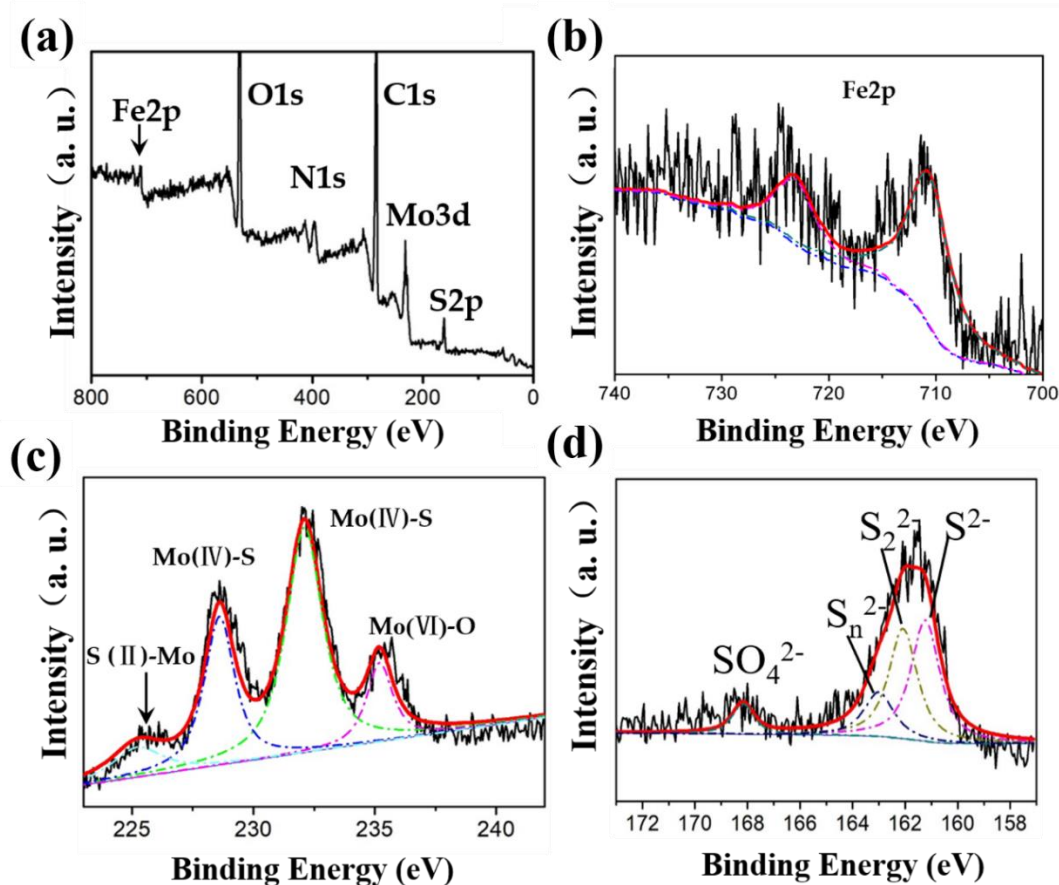 (a)
Fe2p
O1s
N1s
C1s
Mo3d
S2p
Intensity（a. u.）
800 600 400 200 0
Binding Energy (eV)
(b)
Fe2p
Intensity（a. u.）
740 730 720 710 700
Binding Energy (eV)
(c)
S (Ⅱ)-Mo
Mo(Ⅳ)-S
Mo(Ⅳ)-S
Mo(Ⅵ)-O
Intensity（a. u.）
225 230 235 240
Binding Energy (eV)
(d)
SO₄²⁻
Sₙ²⁻
S₂²⁻
S²⁻
Intensity（a. u.）
172 170 168 166 164 162 160 158
Binding Energy (eV)